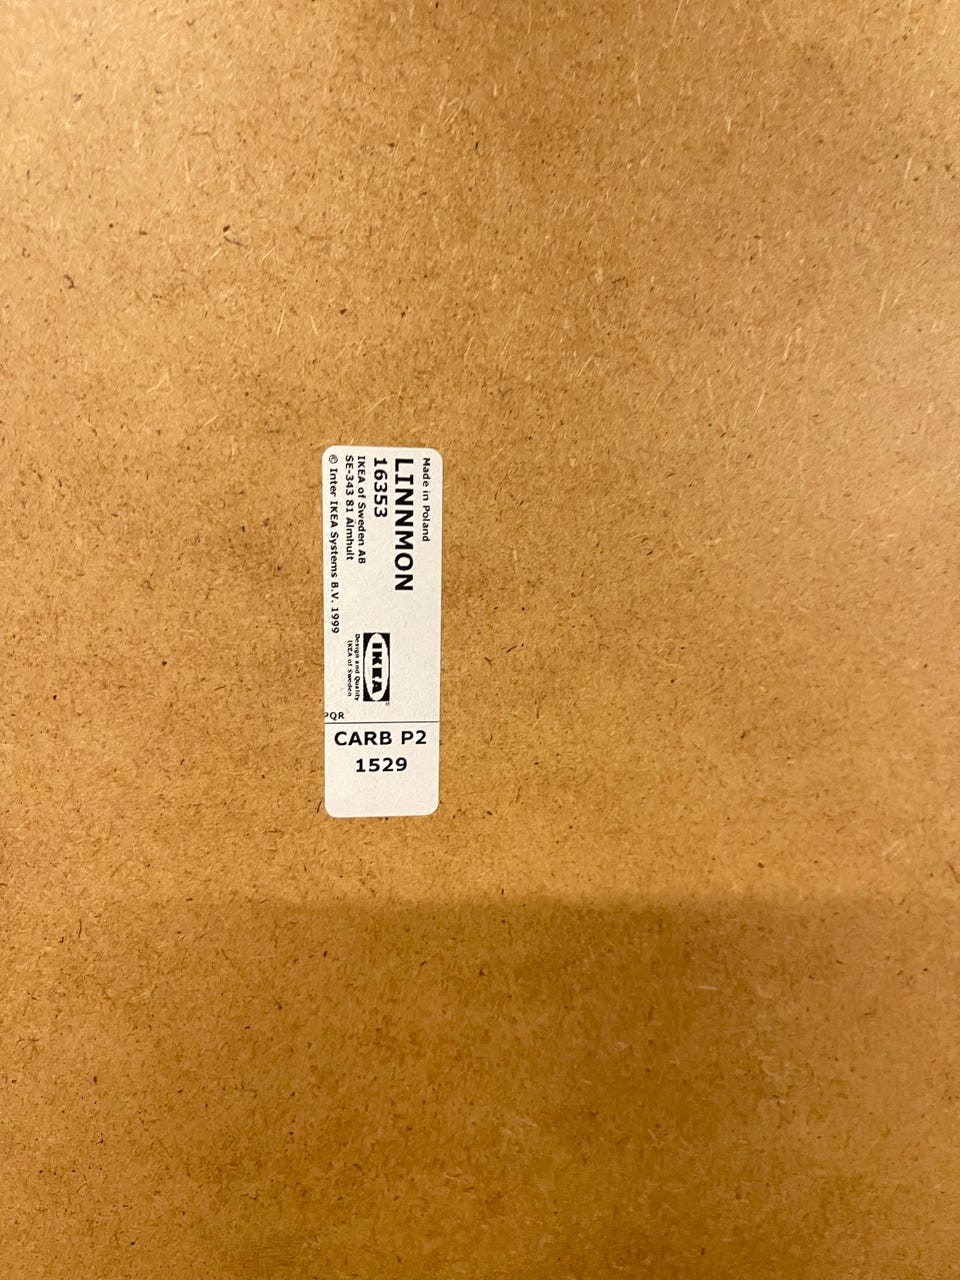 Made in Poland
LINNMON
16353
IKEA of Sweden AB
SE-343 81 Älmhult
© Inter IKEA Systems B.V. 1999
IKEA®
Design and Quality
IKEA of Sweden
PQR
CARB P2
1529